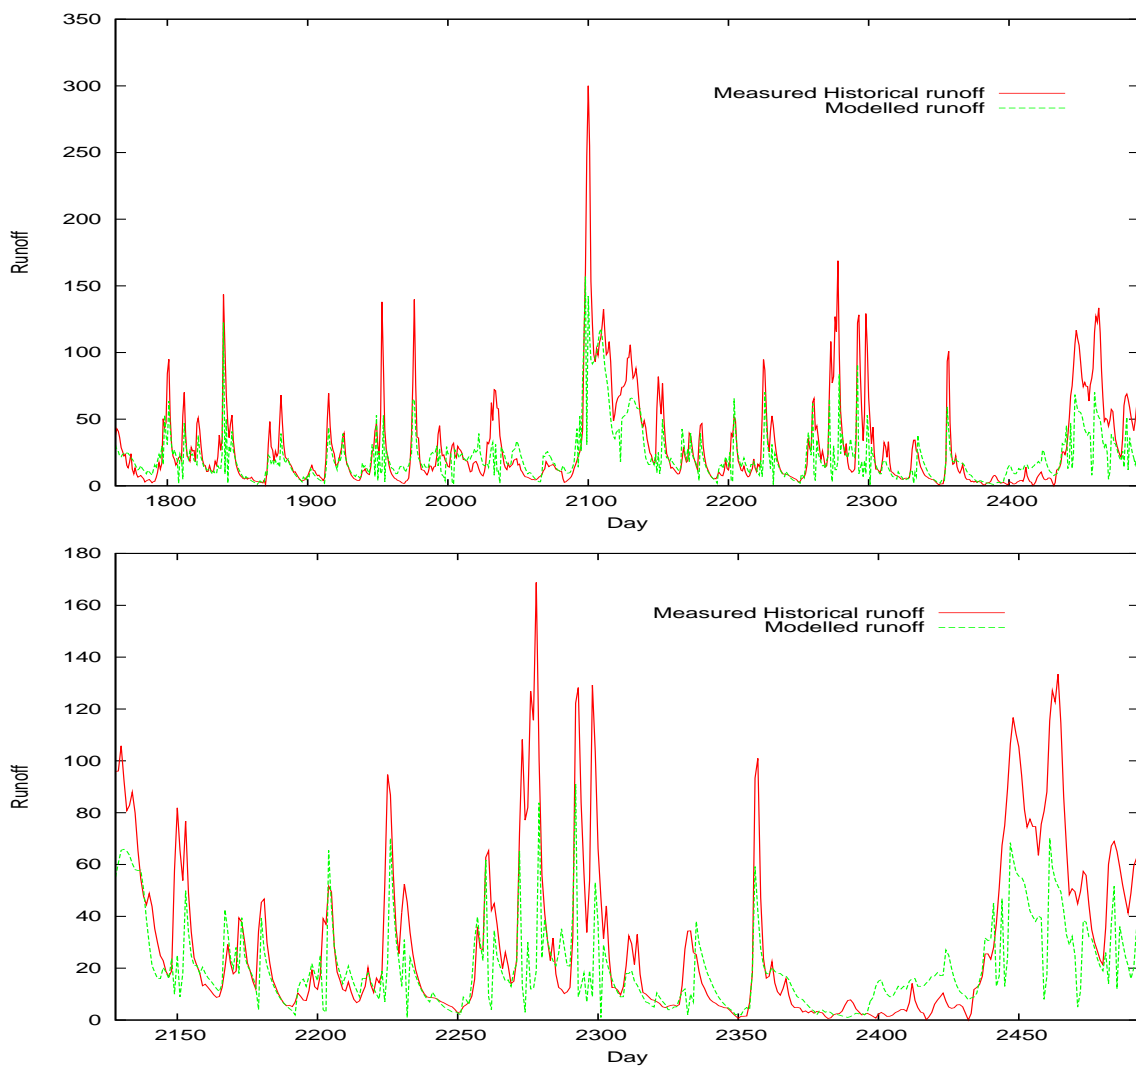 350
300
250
200
150
100
50
0
Runoff
Measured Historical runoff
Modelled runoff
1800 1900 2000 2100 2200 2300 2400
Day
180
160
140
120
100
80
60
40
20
0
Runoff
Measured Historical runoff
Modelled runoff
2150 2200 2250 2300 2350 2400 2450
Day